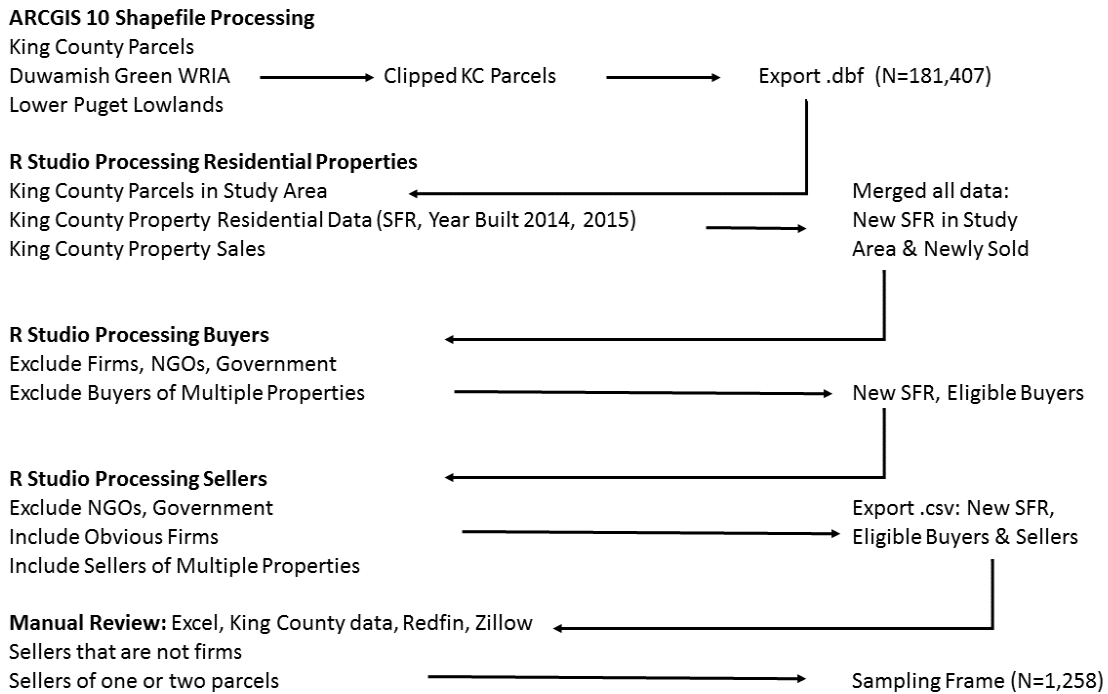 ARCGIS 10 Shapefile Processing
King County Parcels
Duwamish Green WRIA
Lower Puget Lowlands
Clipped KC Parcels
Export .dbf (N=181,407)
R Studio Processing Residential Properties
King County Parcels in Study Area
King County Property Residential Data (SFR, Year Built 2014, 2015)
King County Property Sales
Merged all data:
New SFR in Study
Area & Newly Sold
R Studio Processing Buyers
Exclude Firms, NGOs, Government
Exclude Buyers of Multiple Properties
New SFR, Eligible Buyers
R Studio Processing Sellers
Exclude NGOs, Government
Include Obvious Firms
Include Sellers of Multiple Properties
Export .csv: New SFR,
Eligible Buyers & Sellers
Manual Review: Excel, King County data, Redfin, Zillow
Sellers that are not firms
Sellers of one or two parcels
Sampling Frame (N=1,258)